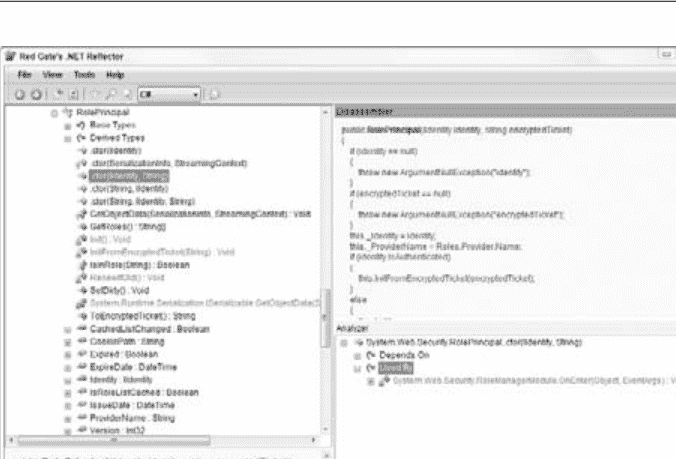 Red Gate's .NET Reflector
File View Tools Help
C#
RolePrincipal
Base Types
Derived Types
.ctor(IIdentity)
.ctor(SerializationInfo, StreamingContext)
.ctor(IIdentity, String)
.ctor(String, IIdentity)
.ctor(String, IIdentity, String)
GetObjectData(SerializationInfo, StreamingContext) : Void
GetRoles() : String[]
Init() : Void
InitFromEncryptedTicket(String) : Void
IsInRole(String) : Boolean
RenewIfOld() : Void
SetDirty() : Void
System.Runtime.Serialization.ISerializable.GetObjectData(S
ToEncryptedTicket() : String
CachedListChanged : Boolean
CookiePath : String
Expired : Boolean
ExpireDate : DateTime
Identity : IIdentity
IsRoleListCached : Boolean
IssueDate : DateTime
ProviderName : String
Version : Int32
Disassembler
public RolePrincipal(IIdentity identity, string encryptedTicket)
{
if (identity == null)
{
throw new ArgumentNullException("identity");
}
if (encryptedTicket == null)
{
throw new ArgumentNullException("encryptedTicket");
}
this._Identity = identity;
this._ProviderName = Roles.Provider.Name;
if (identity.IsAuthenticated)
{
this.InitFromEncryptedTicket(encryptedTicket);
}
else
{
Analyzer
System.Web.Security.RolePrincipal..ctor(IIdentity, String)
Depends On
Used By
System.Web.Security.RoleManagerModule.OnEnter(Object, EventArgs) : V